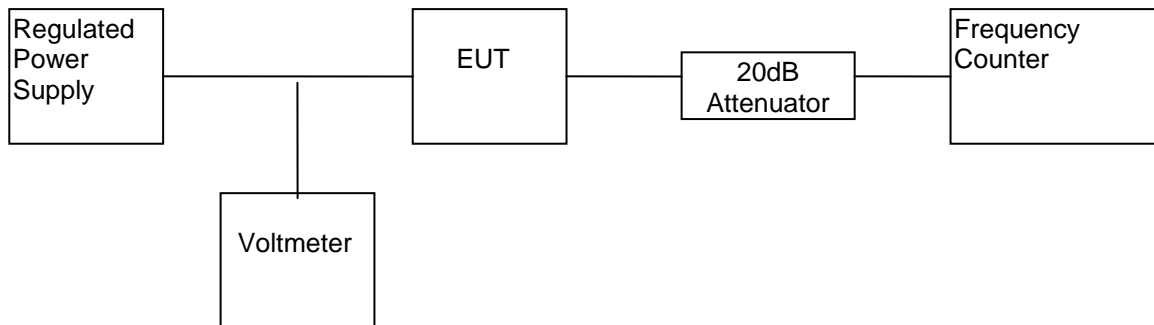 Regulated
Power
Supply
EUT
20dB
Attenuator
Frequency
Counter
Voltmeter